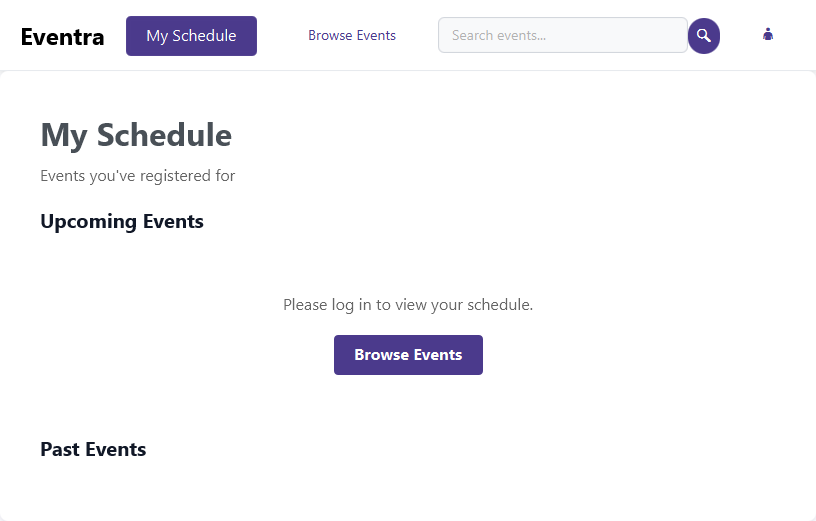 Eventra
My Schedule
Browse Events
Search events...
My Schedule
Events you've registered for
Upcoming Events
Please log in to view your schedule.
Browse Events
Past Events